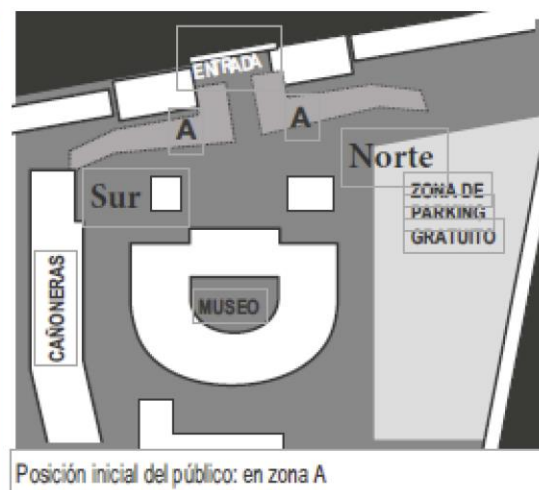 ENTRADA
A
A
Norte
Sur
ZONA DE
PARKING
GRATUITO
CAÑONERAS
MUSEO
Posición inicial del público: en zona A